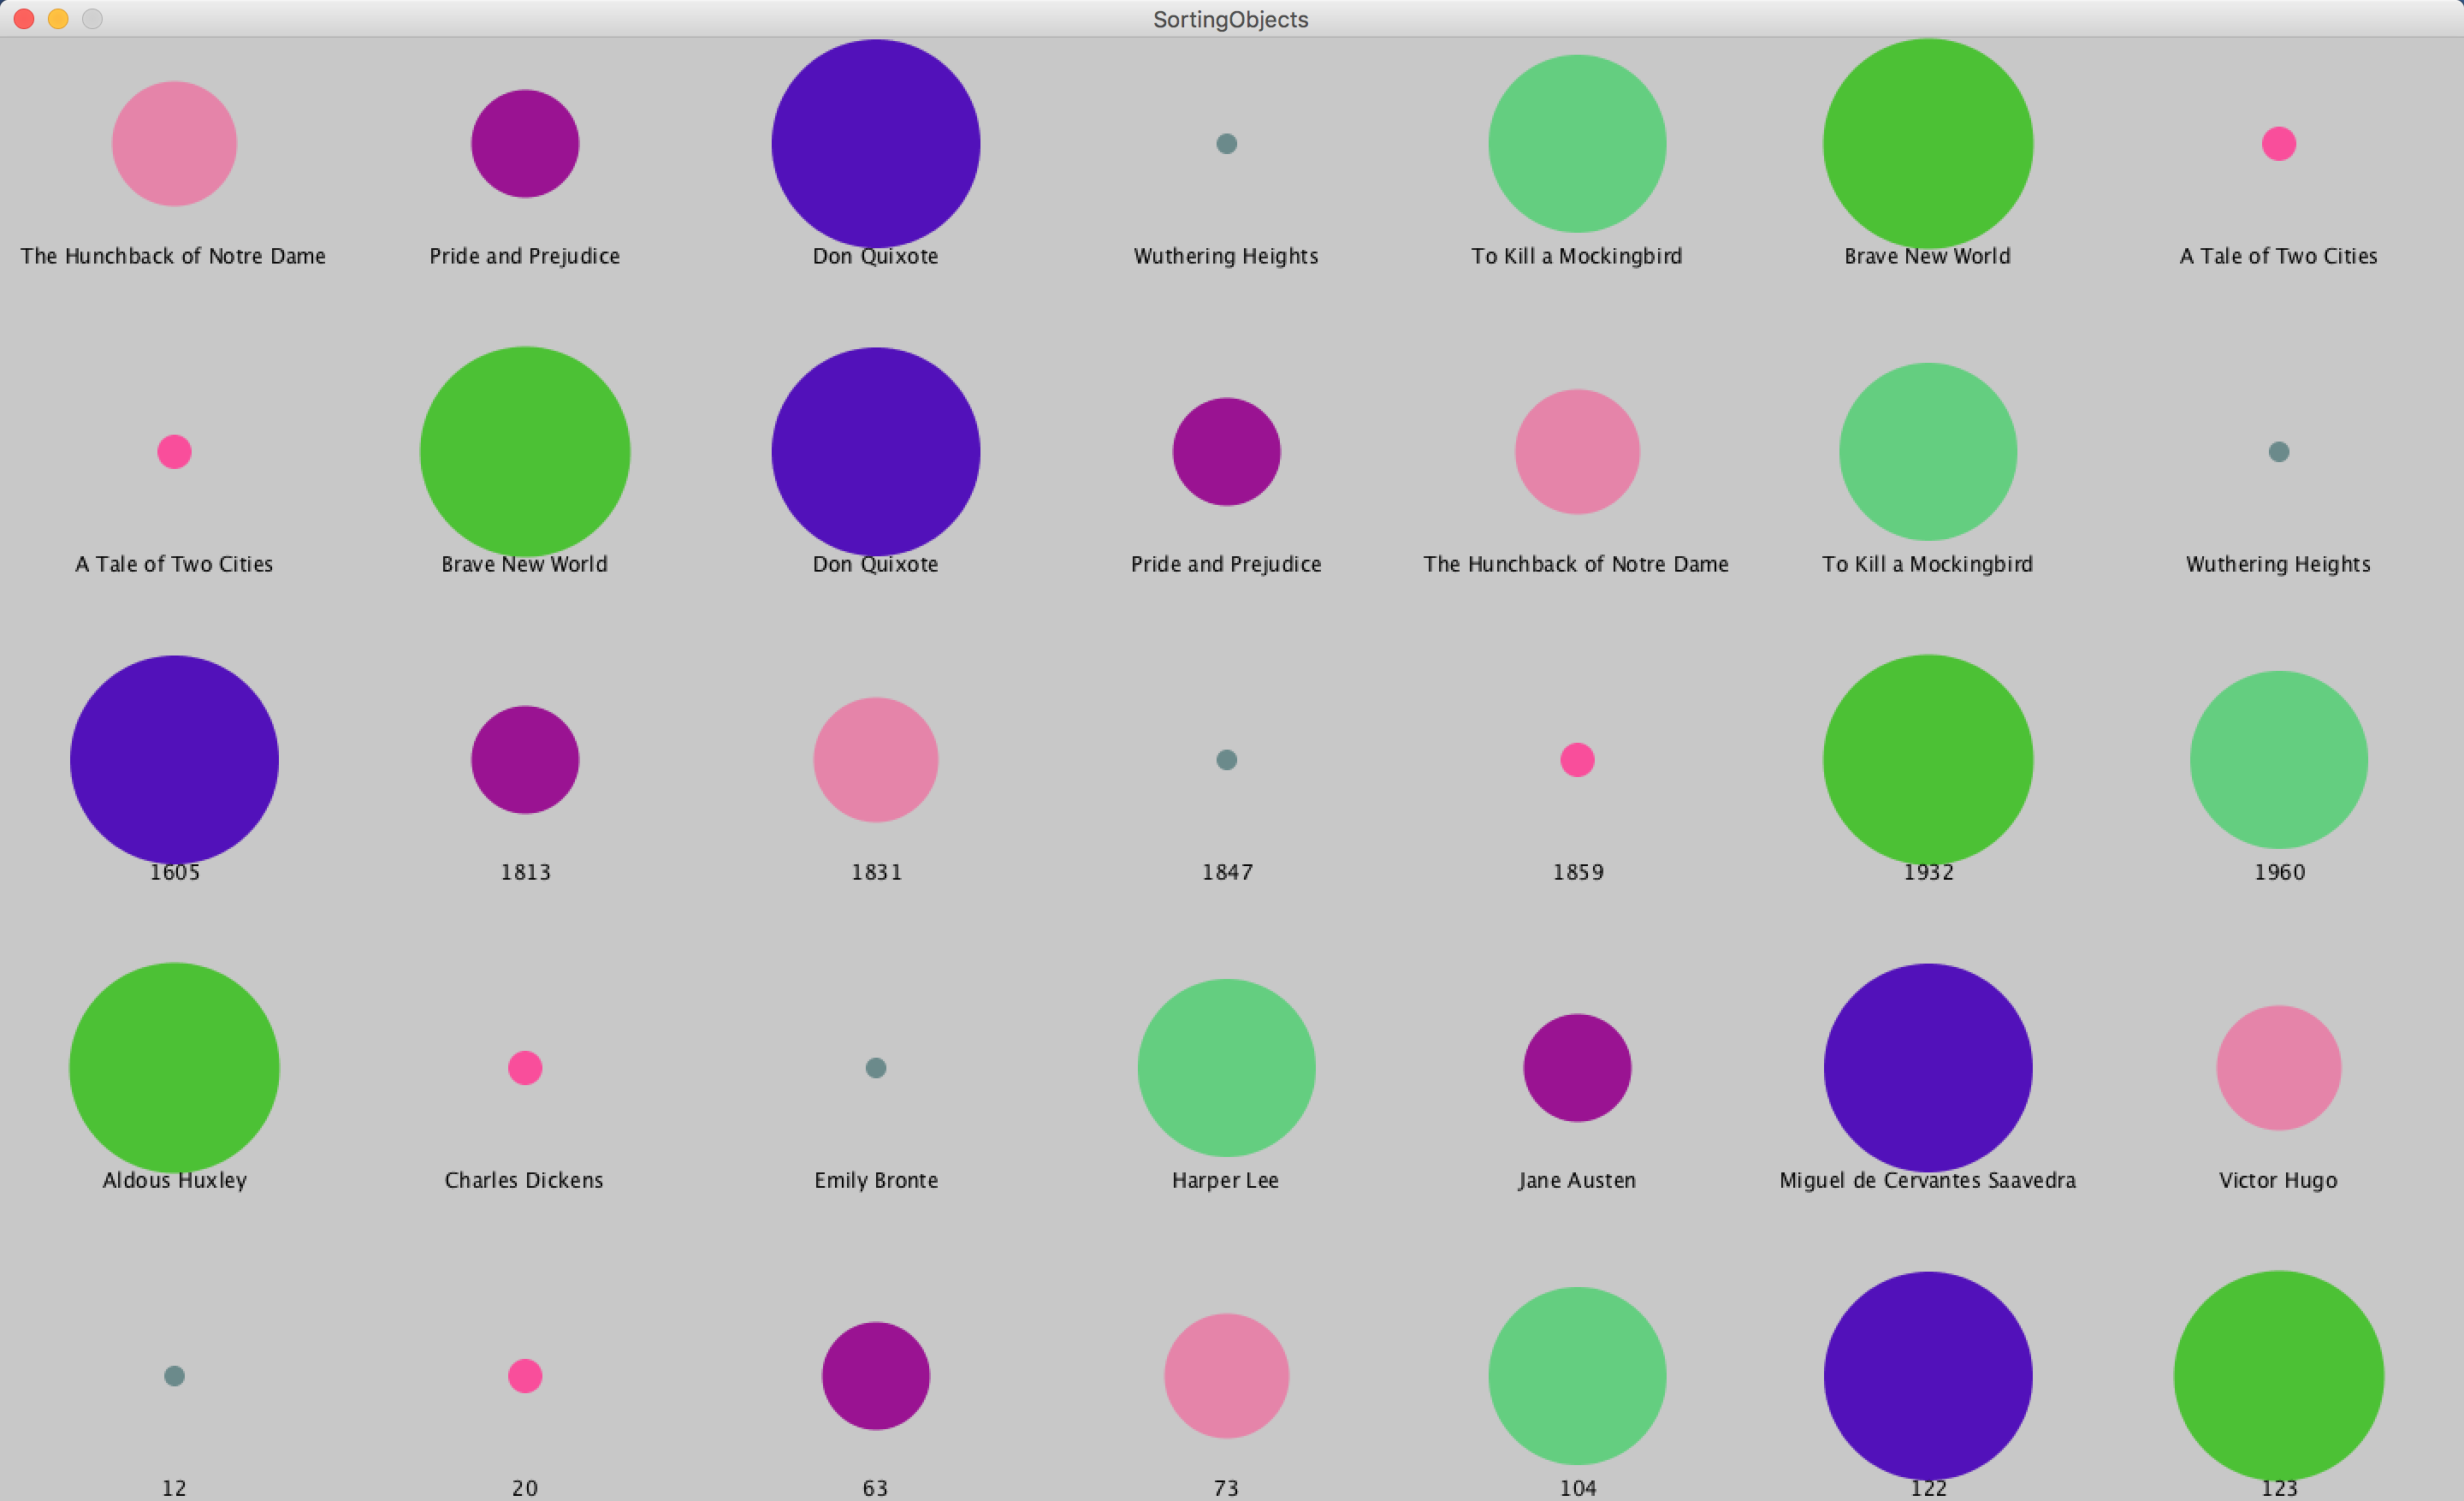 SortingObjects
The Hunchback of Notre Dame
Pride and Prejudice
Don Quixote
Wuthering Heights
To Kill a Mockingbird
Brave New World
A Tale of Two Cities
A Tale of Two Cities
Brave New World
Don Quixote
Pride and Prejudice
The Hunchback of Notre Dame
To Kill a Mockingbird
Wuthering Heights
1605
1813
1831
1847
1859
1932
1960
Aldous Huxley
Charles Dickens
Emily Bronte
Harper Lee
Jane Austen
Miguel de Cervantes Saavedra
Victor Hugo
12
20
63
73
104
122
123